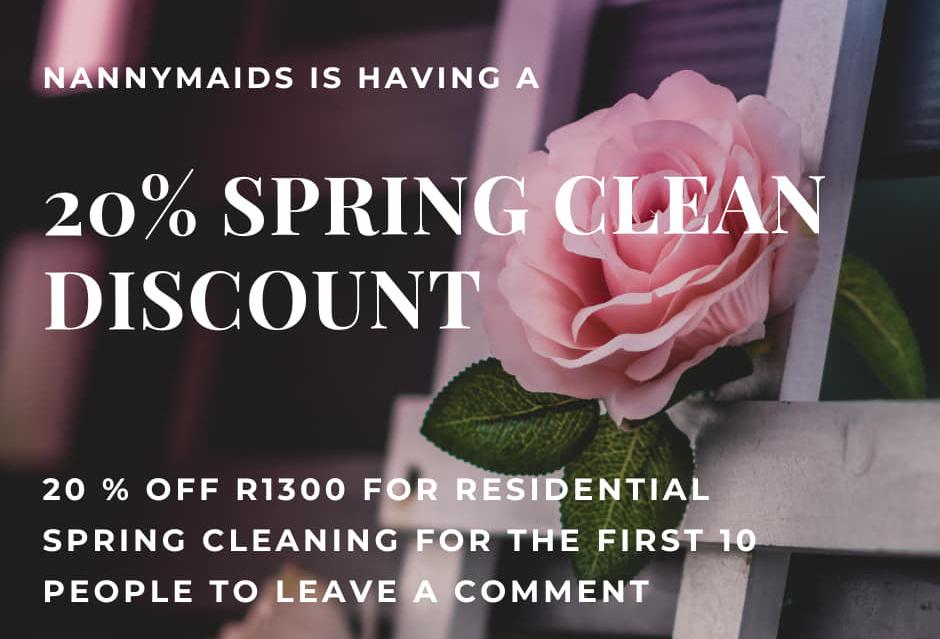 NANNYMAIDS IS HAVING A
20% SPRING CLEAN
DISCOUNT
20 % OFF R1300 FOR RESIDENTIAL
SPRING CLEANING FOR THE FIRST 10
PEOPLE TO LEAVE A COMMENT